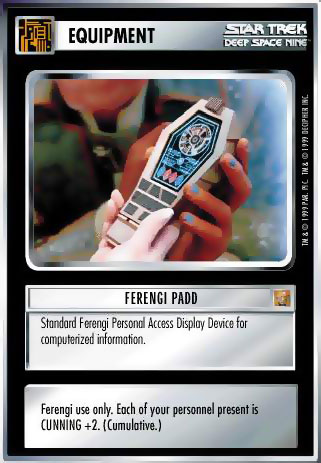 EQUIPMENT
STAR TREK
DEEP SPACE NINE
TM & © 1999 PAR. PIC. TM & © 1999 DECIPHER INC.
FERENGI PADD
Standard Ferengi Personal Access Display Device for
computerized information.
Ferengi use only. Each of your personnel present is
CUNNING +2. (Cumulative.)